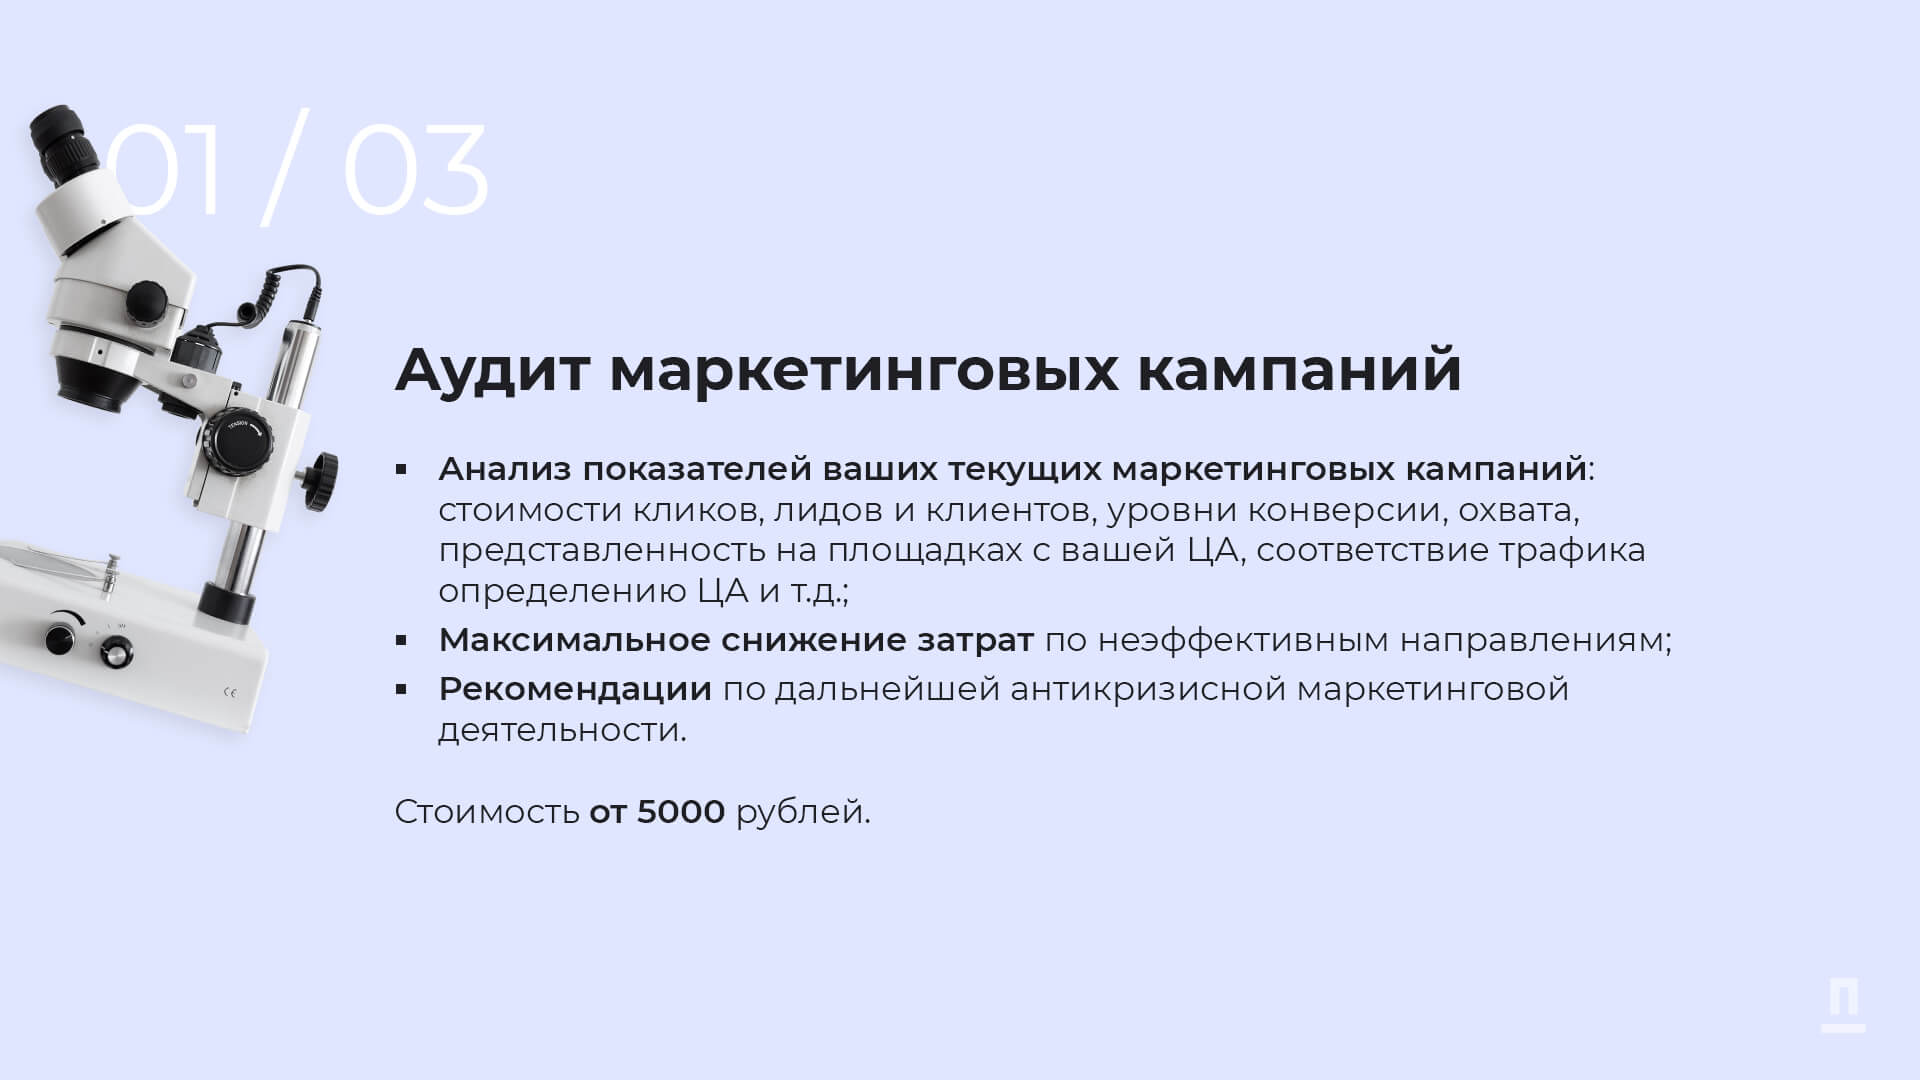 01 / 03
TENSION
Аудит маркетинговых кампаний
▪ Анализ показателей ваших текущих маркетинговых кампаний:
стоимости кликов, лидов и клиентов, уровни конверсии, охвата,
представленность на площадках с вашей ЦА, соответствие трафика
определению ЦА и т.д.;
▪ Максимальное снижение затрат по неэффективным направлениям;
▪ Рекомендации по дальнейшей антикризисной маркетинговой
деятельности.
CE
Стоимость от 5000 рублей.
П